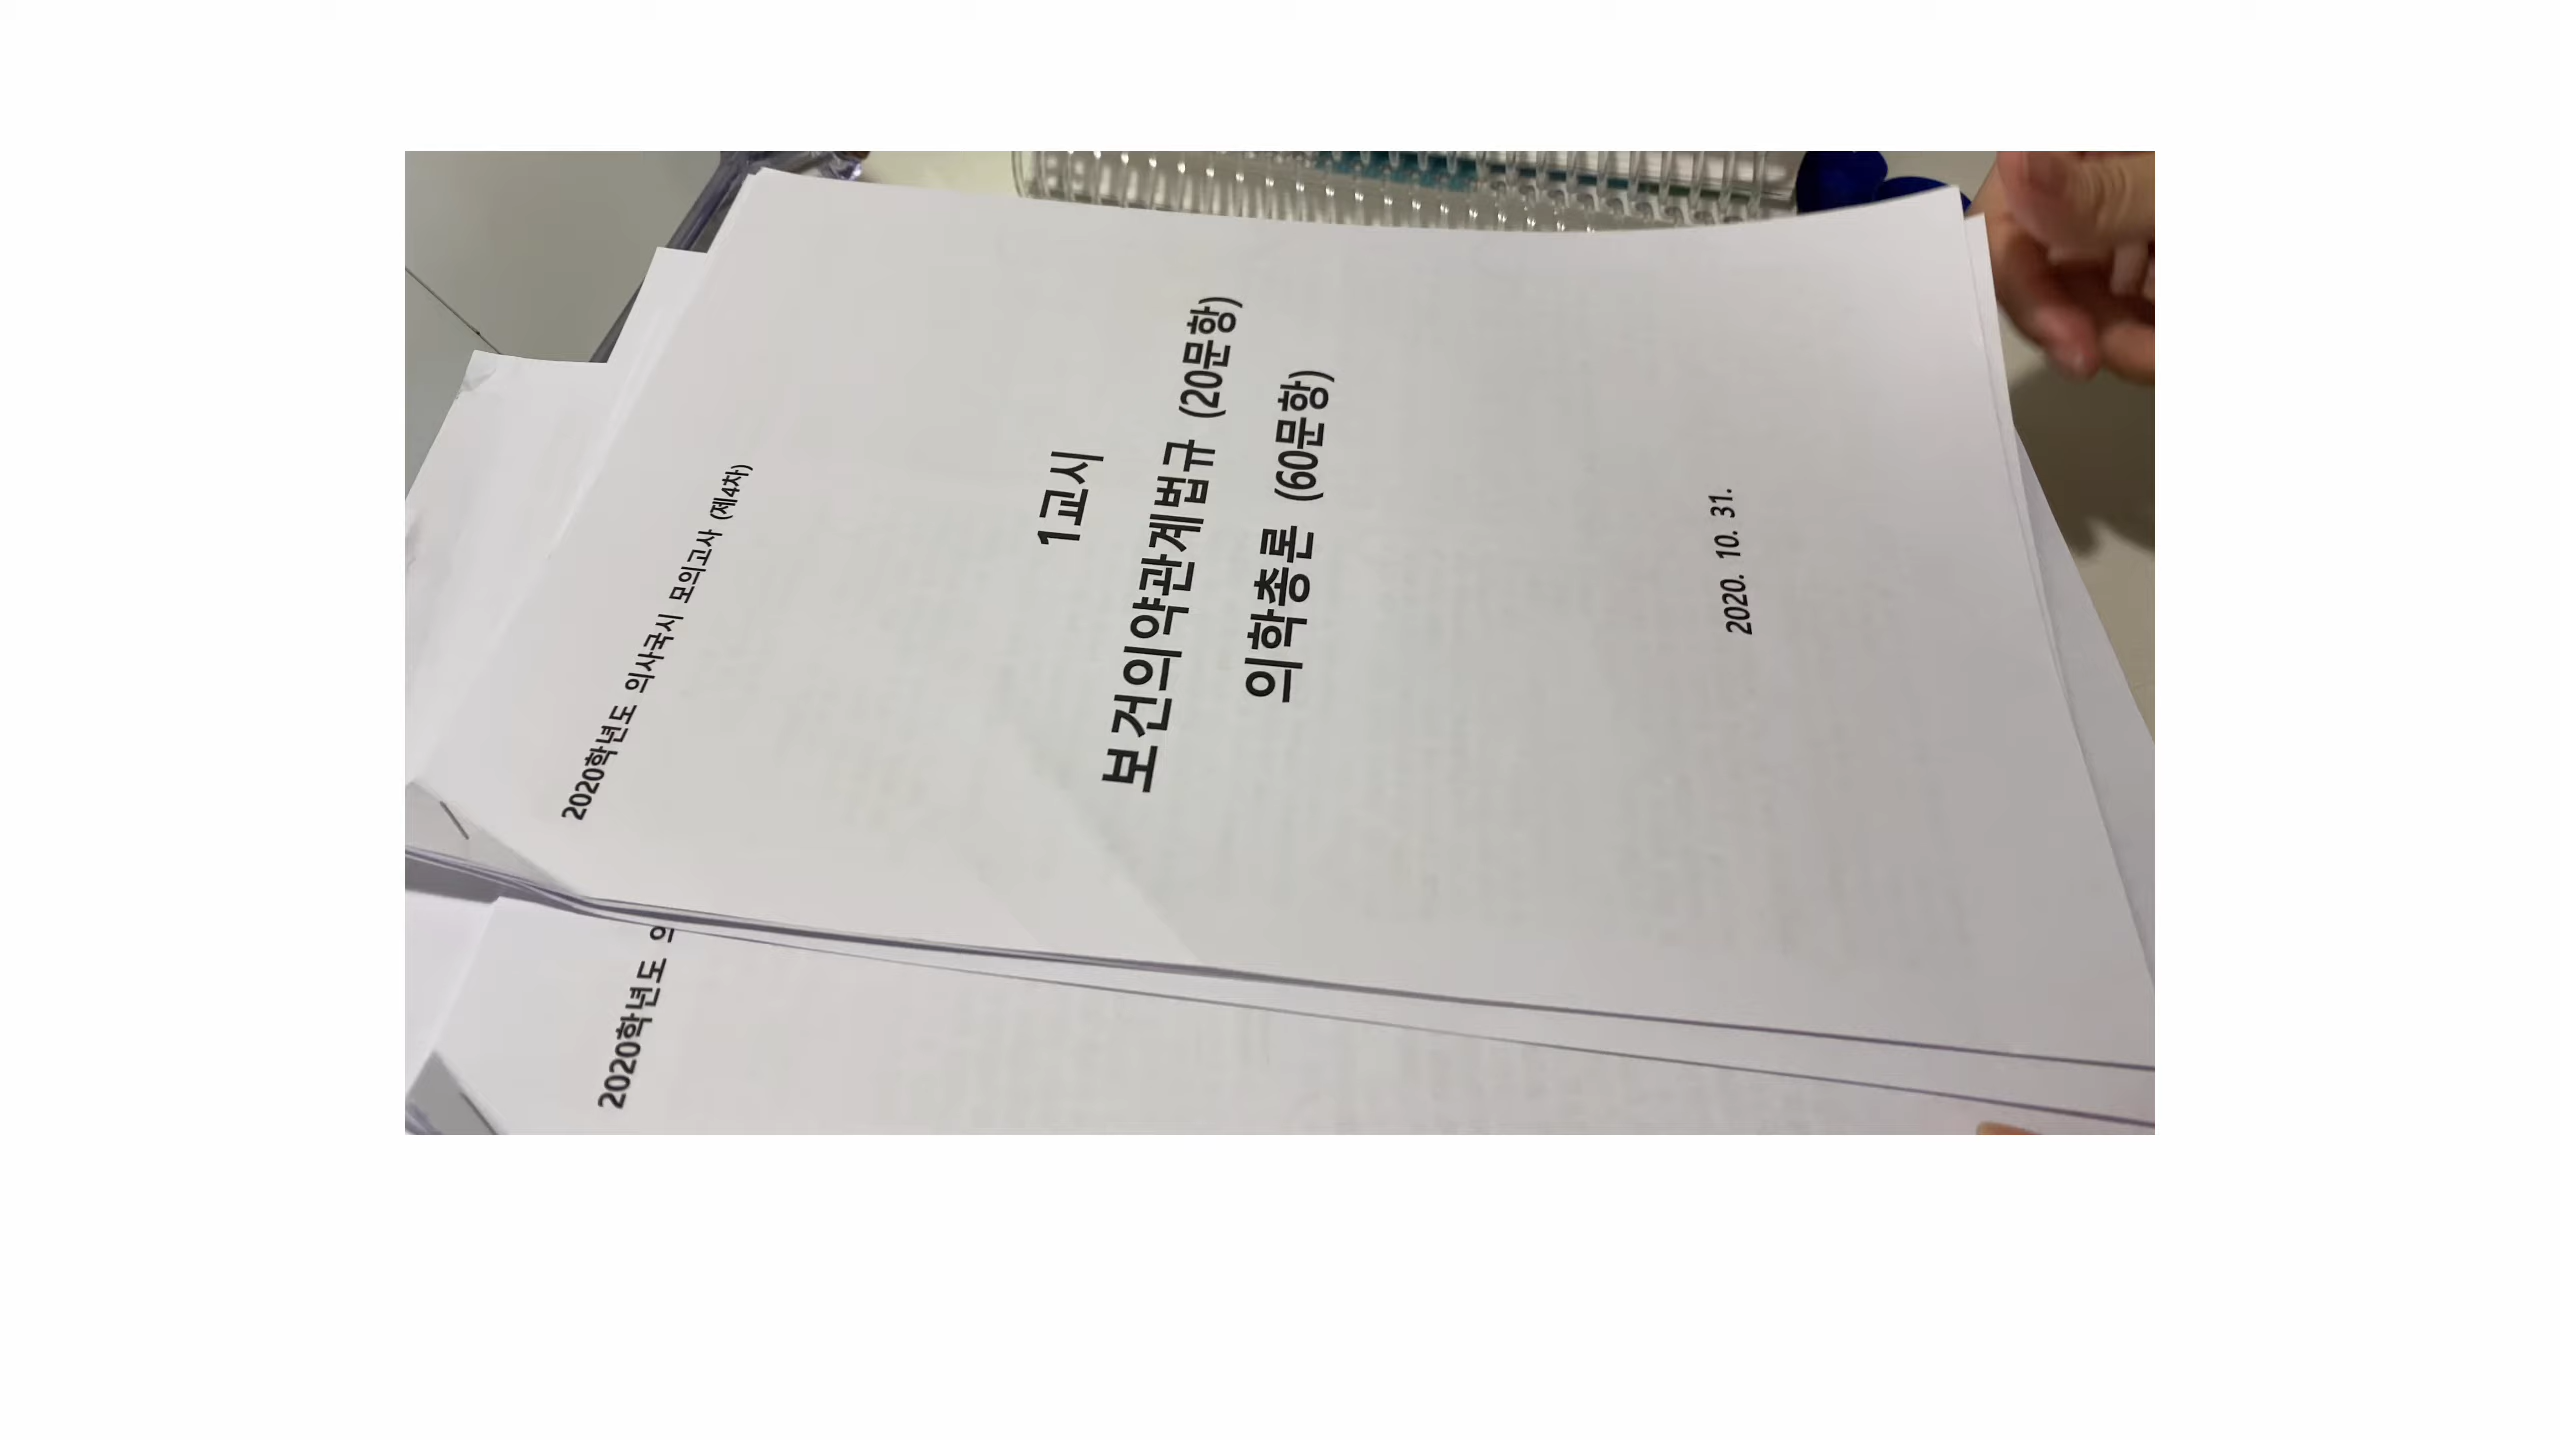 2020학년도 의사국시 모의고사 (제4차)
1교시
보건의약관계법규 (20문항)
의학총론 (60문항)
2020. 10. 31.
2020학년도 의